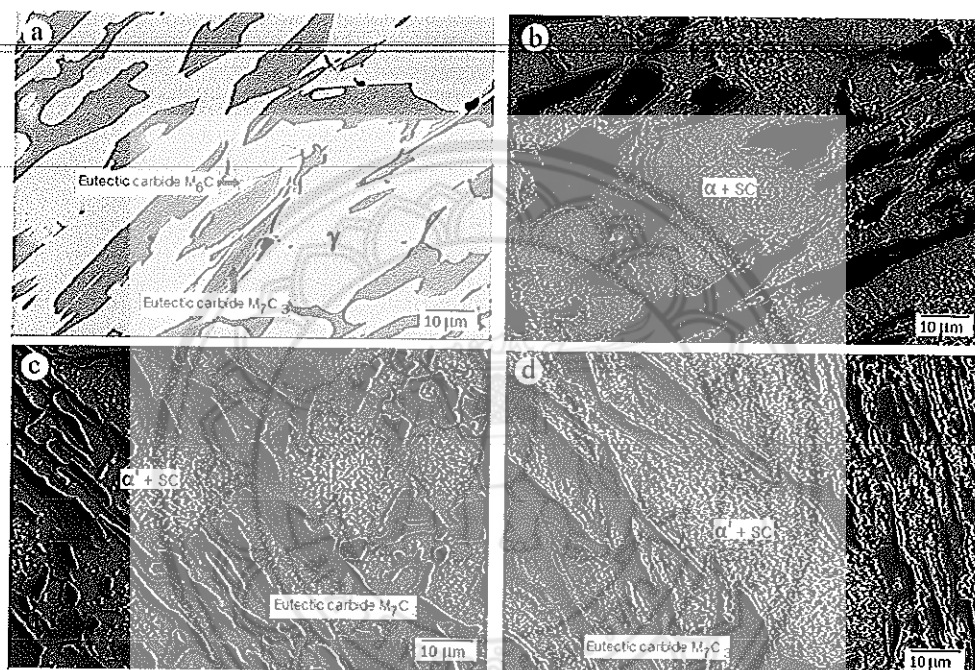 a
Eutectic carbide M₆C ⇒
γ
Eutectic carbide M₇C₃
10 µm
b
α + SC
10 µm
c
α' + SC
Eutectic carbide M₇C
10 µm
d
α' + SC
Eutectic carbide M₇C₃
10 µm